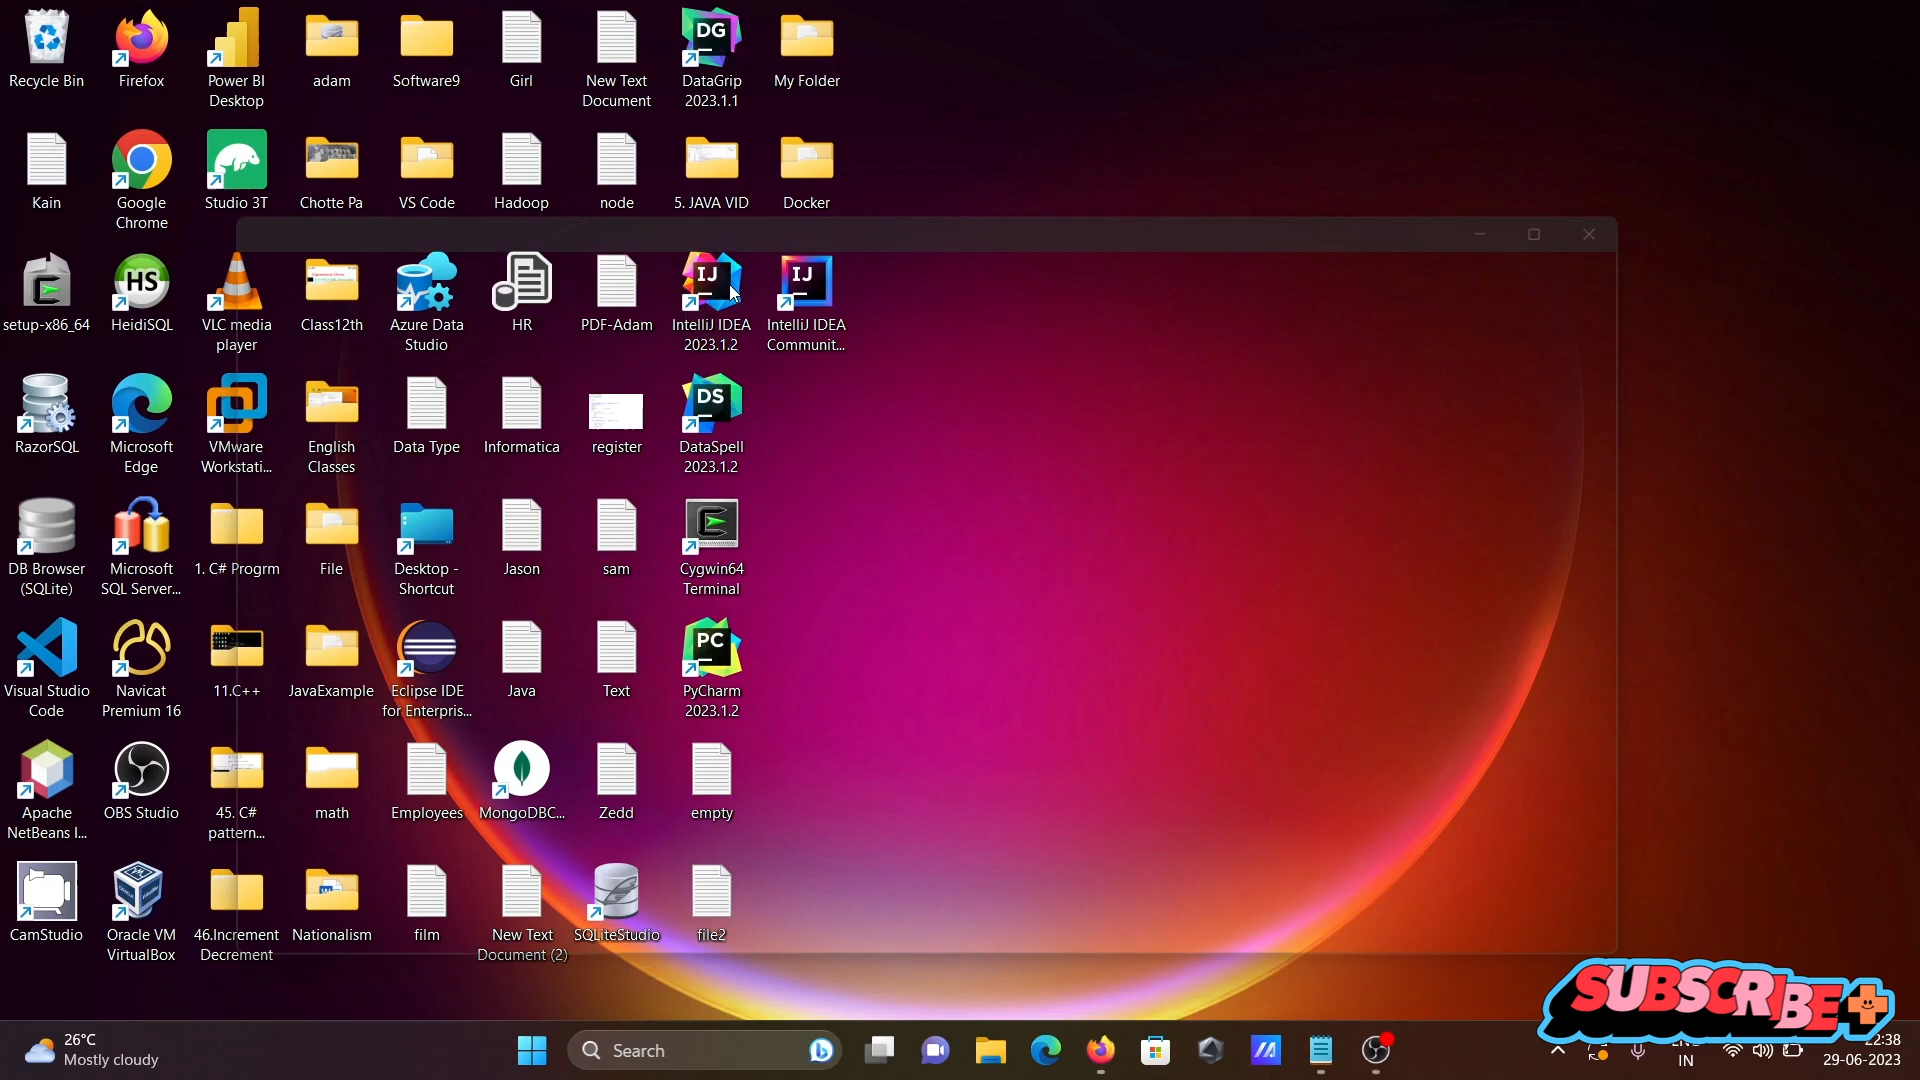 Recycle Bin
Firefox
Power BI
Desktop
adam
Software9
Girl
New Text
Document
DG
DataGrip
2023.1.1
My Folder
Kain
Google
Chrome
Studio 3T
Chotte Pa
VS Code
Hadoop
node
5. JAVA VID
Docker
setup-x86_64
HS
HeidiSQL
VLC media
player
Class12th
Azure Data
Studio
HR
PDF-Adam
IJ
IntelliJ IDEA
2023.1.2
IJ
IntelliJ IDEA
Communit...
RazorSQL
Microsoft
Edge
VMware
Workstati...
English
Classes
Data Type
Informatica
register
DS
DataSpell
2023.1.2
DB Browser
(SQLite)
Microsoft
SQL Server...
1. C# Progrm
File
Desktop -
Shortcut
Jason
sam
Cygwin64
Terminal
Visual Studio
Code
Navicat
Premium 16
11.C++
JavaExample
Eclipse IDE
for Enterpris...
Java
Text
PC
PyCharm
2023.1.2
Apache
NetBeans I...
OBS Studio
45. C#
pattern...
math
Employees
MongoDBC...
Zedd
empty
CamStudio
Oracle VM
VirtualBox
46.Increment
Decrement
Nationalism
film
New Text
Document (2)
SQLiteStudio
file2
SUBSCRIBE
26°C
Mostly cloudy
Search
IN
22:38
29-06-2023